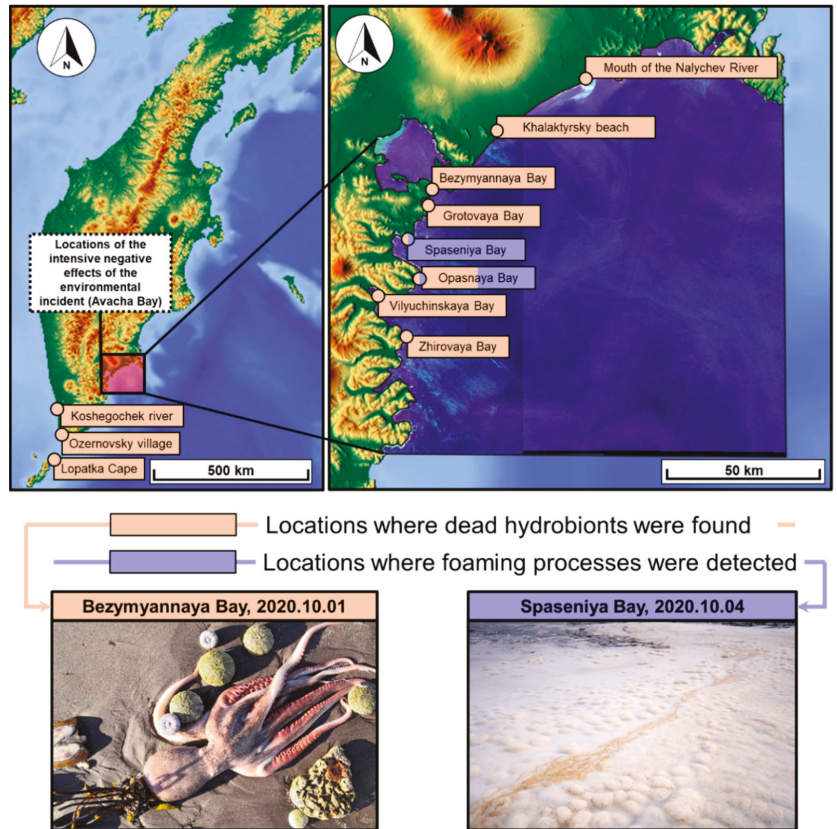 N
N
Mouth of the Nalychev River
Khalaktyrsky beach
Bezymyannaya Bay
Grotovaya Bay
Spaseniya Bay
Opasnaya Bay
Vilyuchinskaya Bay
Zhirovaya Bay
Locations of the
intensive negative
effects of the
environmental
incident (Avacha Bay)
Koshegochek river
Ozernovsky village
Lopatka Cape
500 km
50 km
Locations where dead hydrobionts were found
Locations where foaming processes were detected
Bezymyannaya Bay, 2020.10.01
Spaseniya Bay, 2020.10.04